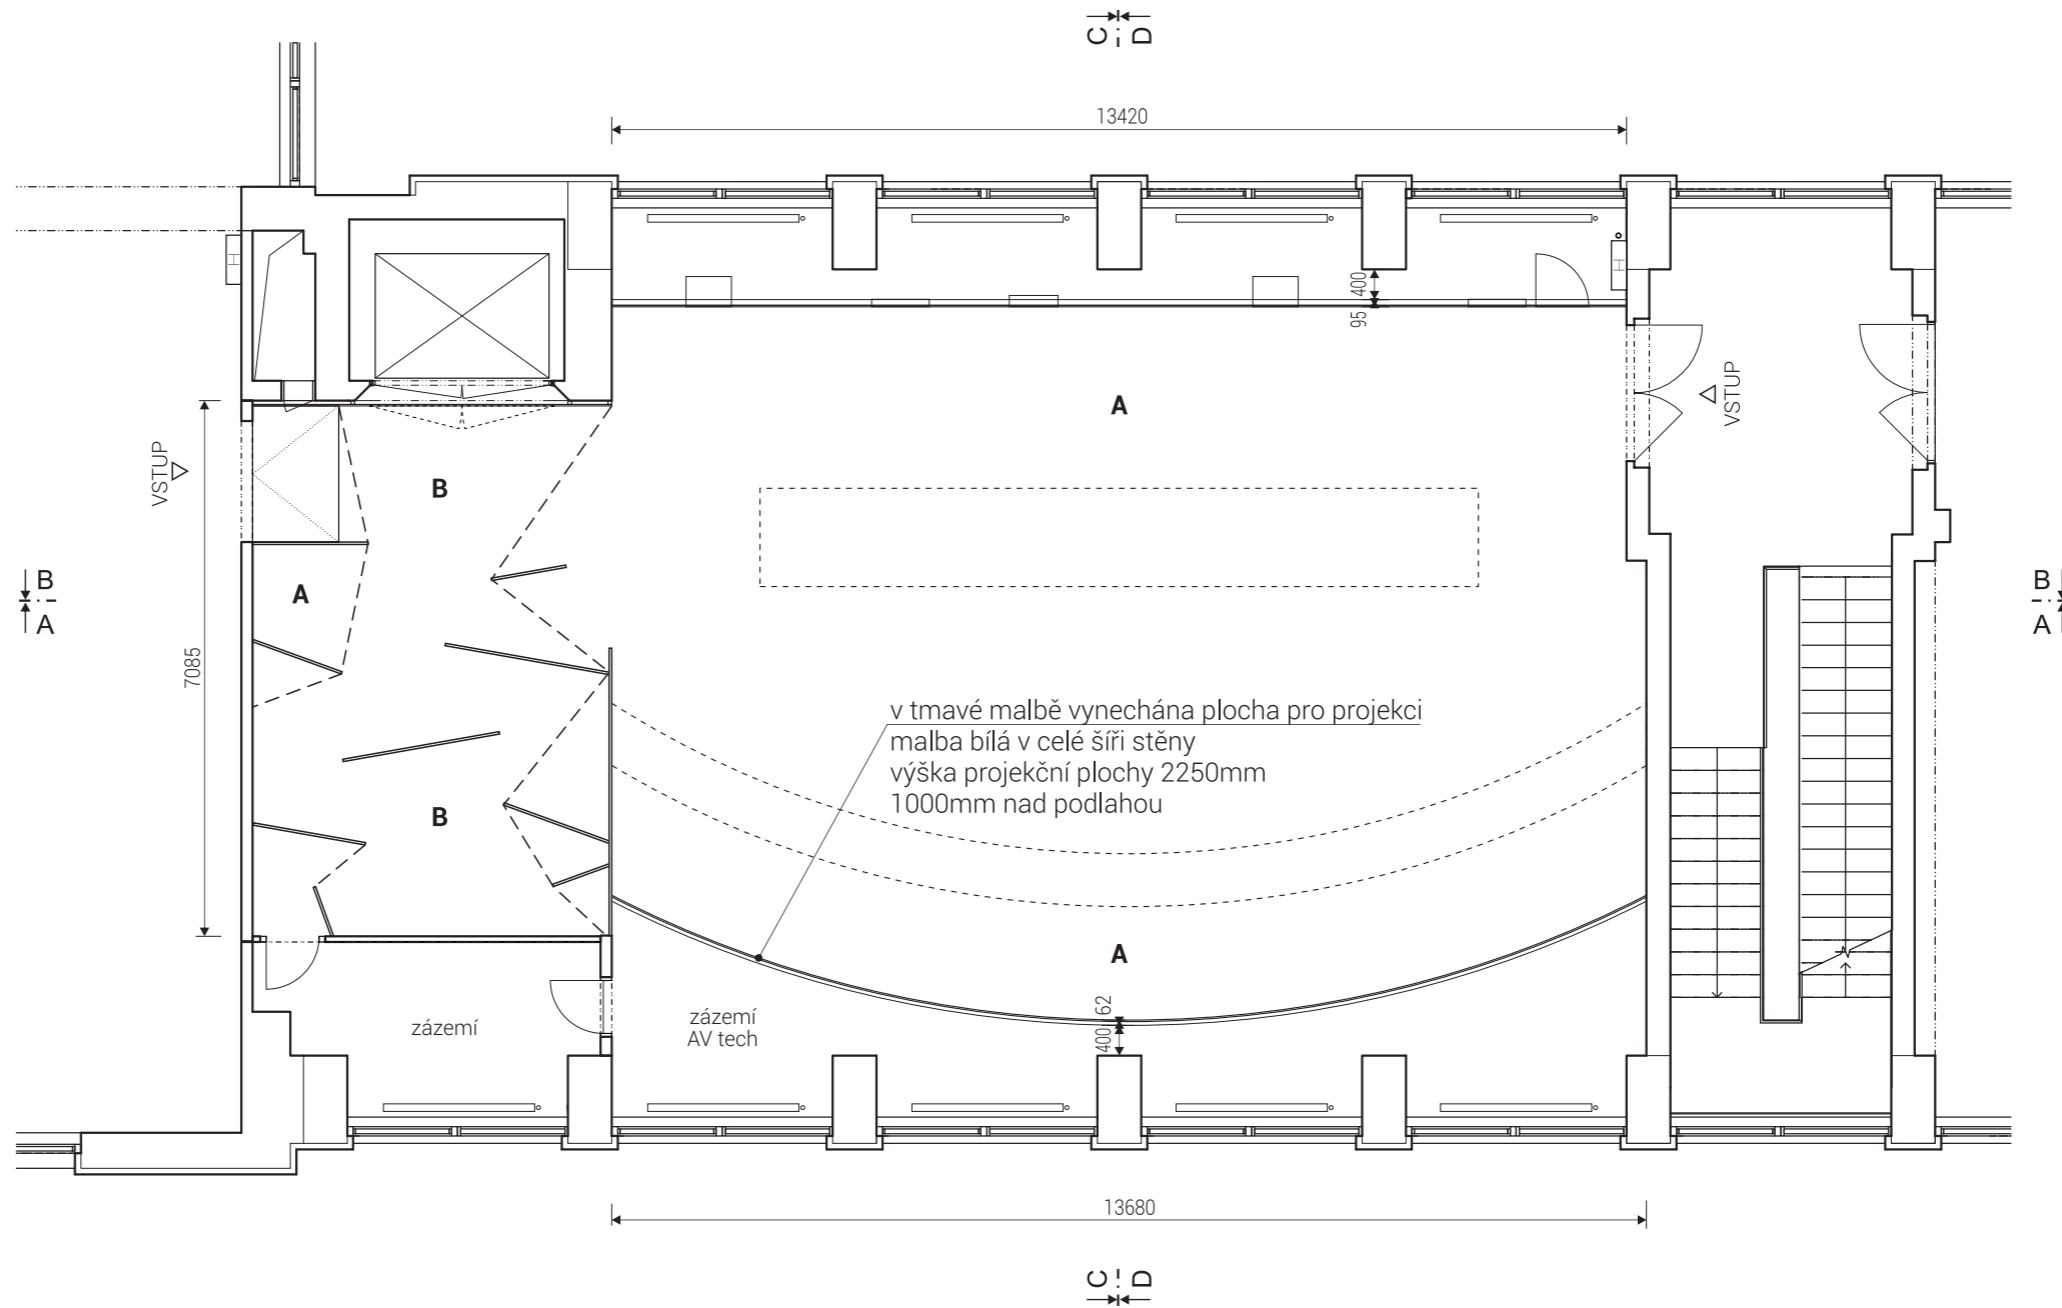 C D
13420
H
H
400
95
A
VSTUP
VSTUP
B
B
A
A
B
A
7085
v tmavé malbě vynechána plocha pro projekci
malba bílá v celé šíři stěny
výška projekční plochy 2250mm
1000mm nad podlahou
B
A
62
400
zázemí
zázemí
AV tech
13680
C D